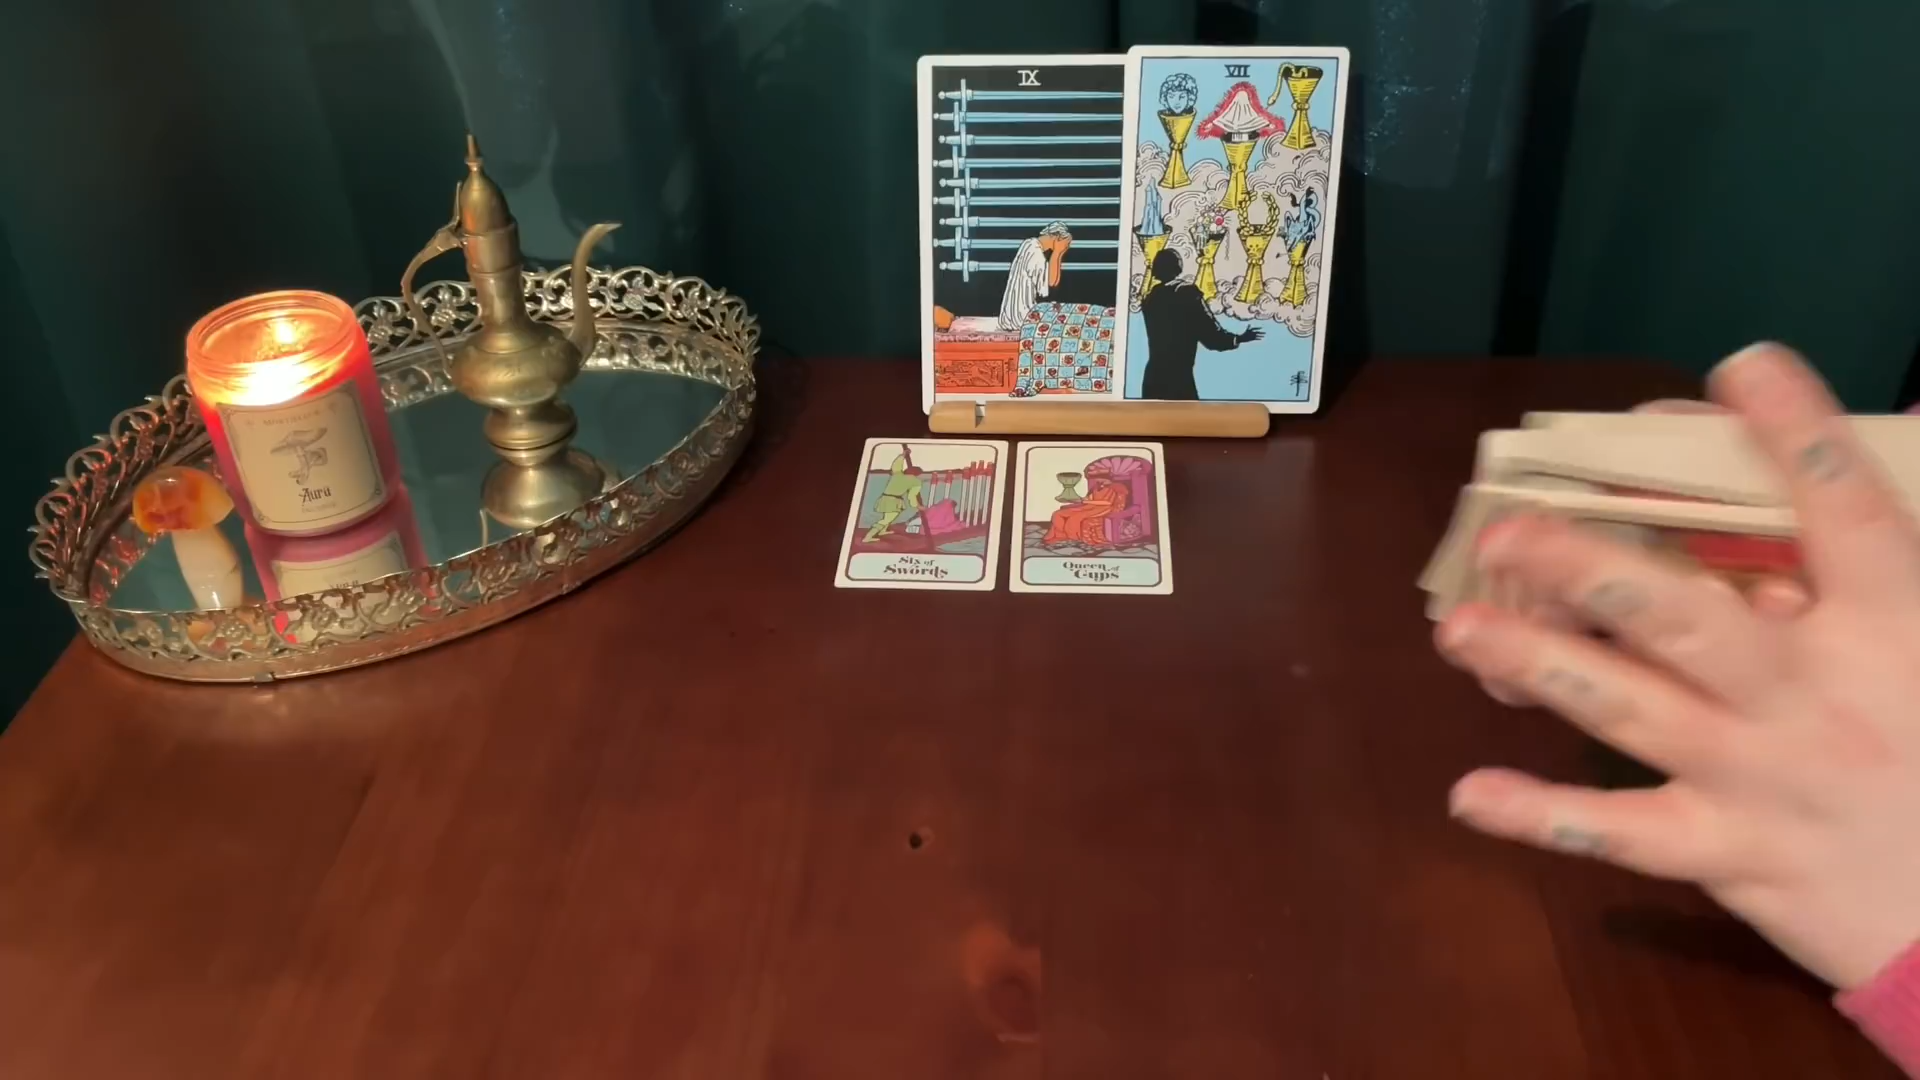 IX
VII
Aura
Six of
Swords
Queen of
Cups